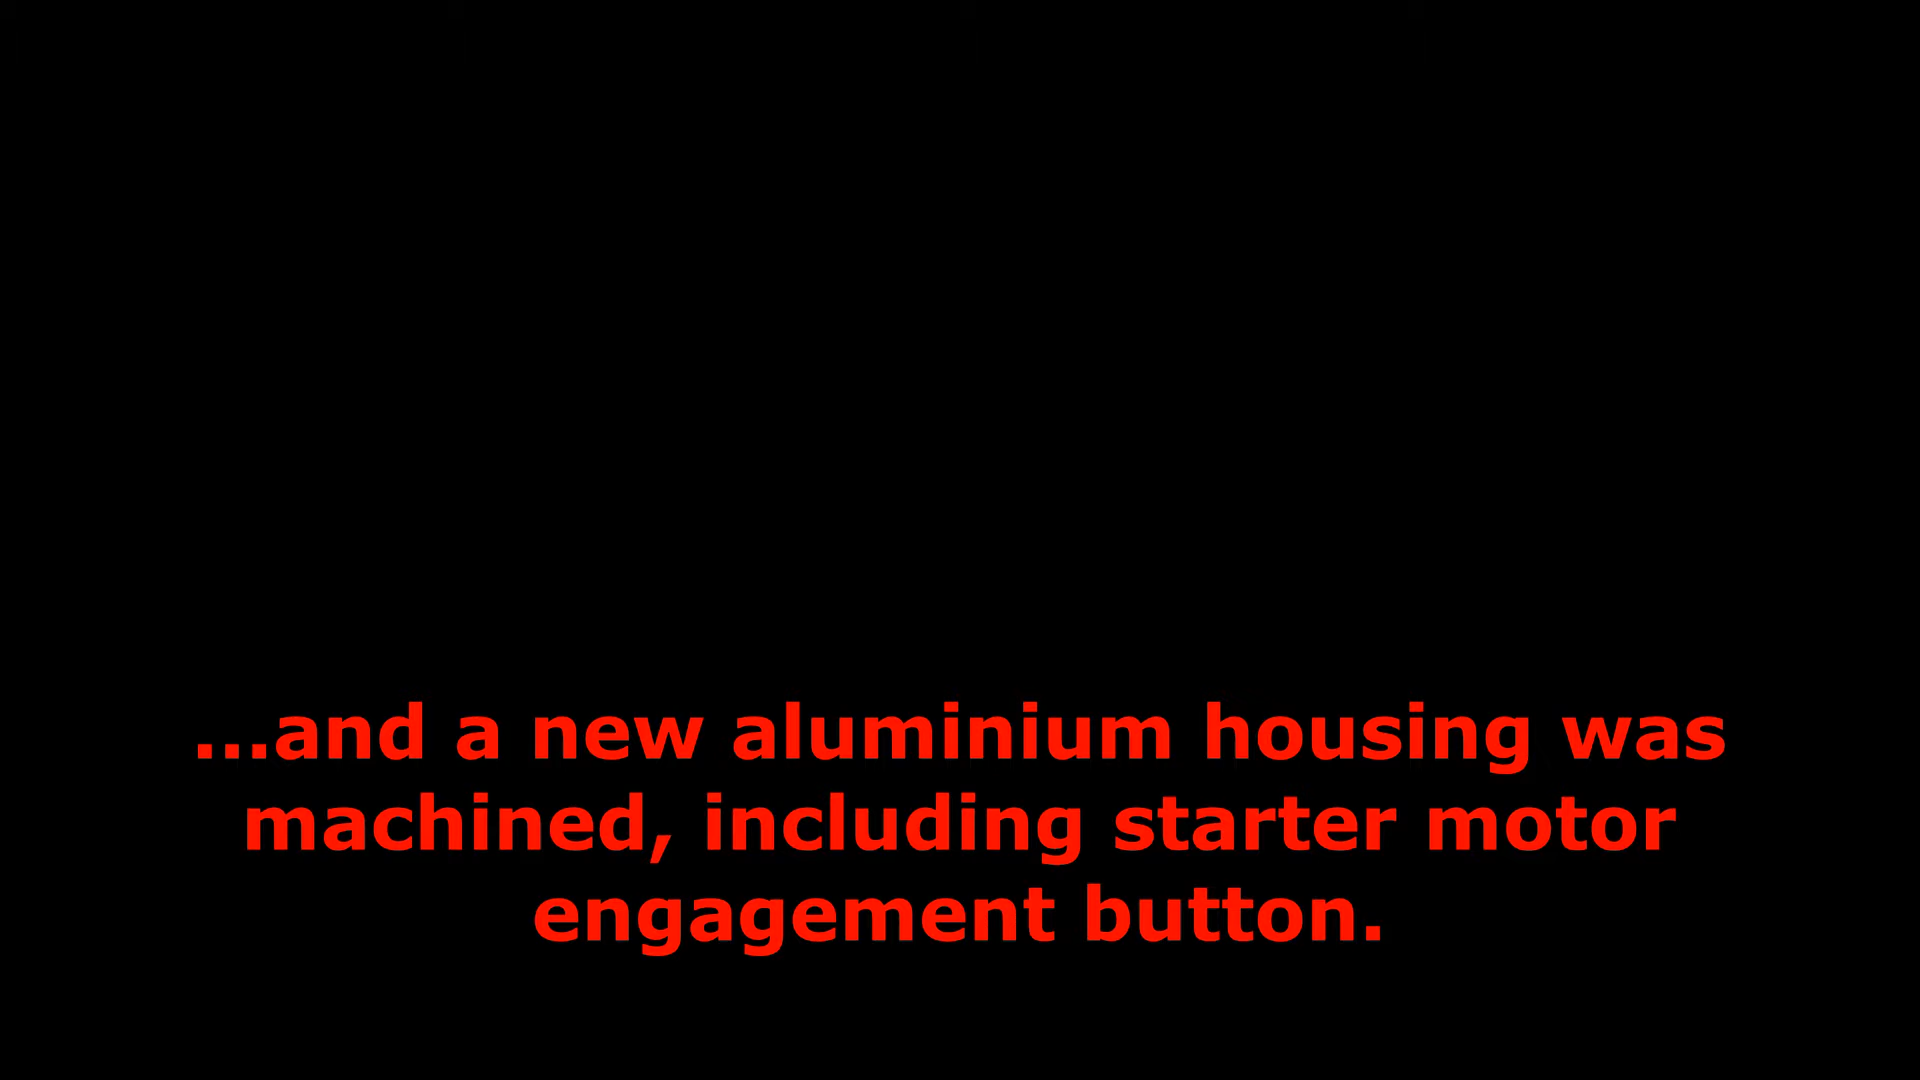 ...and a new aluminium housing was
machined, including starter motor
engagement button.